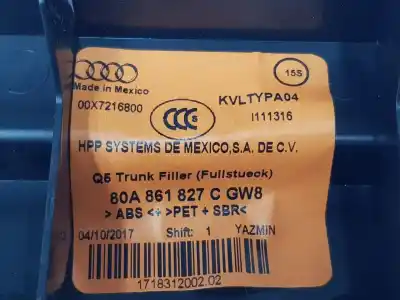 15S
Made in Mexico
00X7216800
KVLTYPA04
I111316
HPP SYSTEMS DE MEXICO,S.A. DE C.V.
Q5 Trunk Filler (Fullstueck)
80A 861 827 C GW8
> ABS <+ >PET + SBR<
04/10/2017 Shift: 1 YAZMIN
1718312002.02